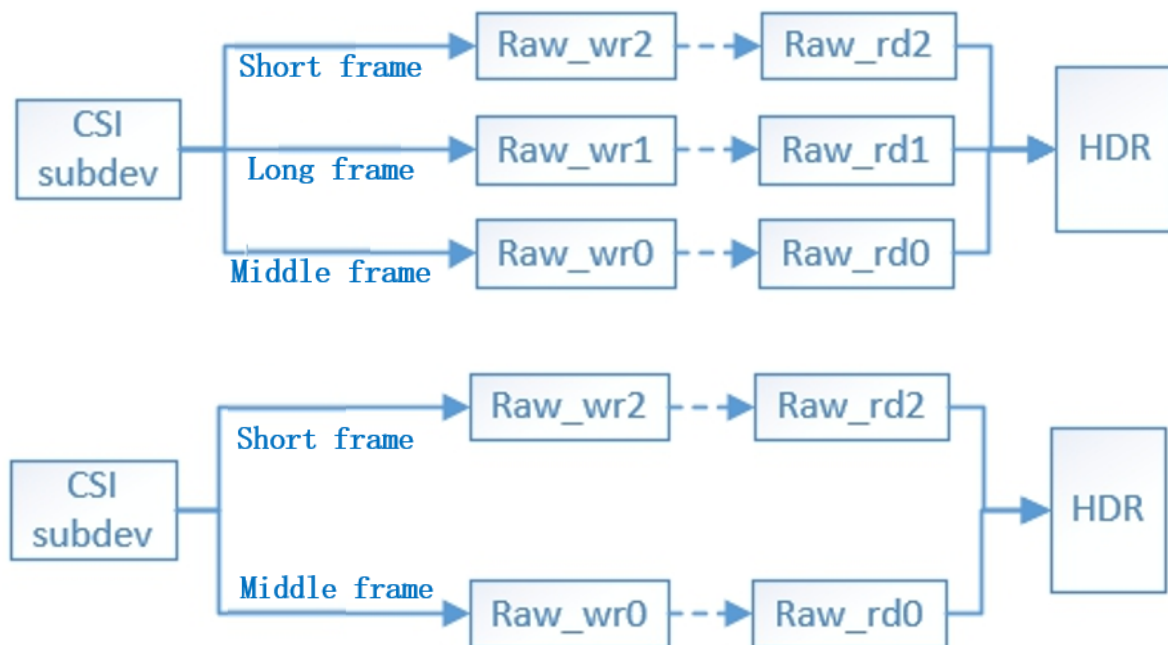 Raw_wr2
Raw_rd2
Short frame
CSI
subdev
Raw_wr1
Raw_rd1
HDR
Long frame
Raw_wr0
Raw_rd0
Middle frame
Raw_wr2
Raw_rd2
Short frame
CSI
subdev
HDR
Middle frame
Raw_wr0
Raw_rd0